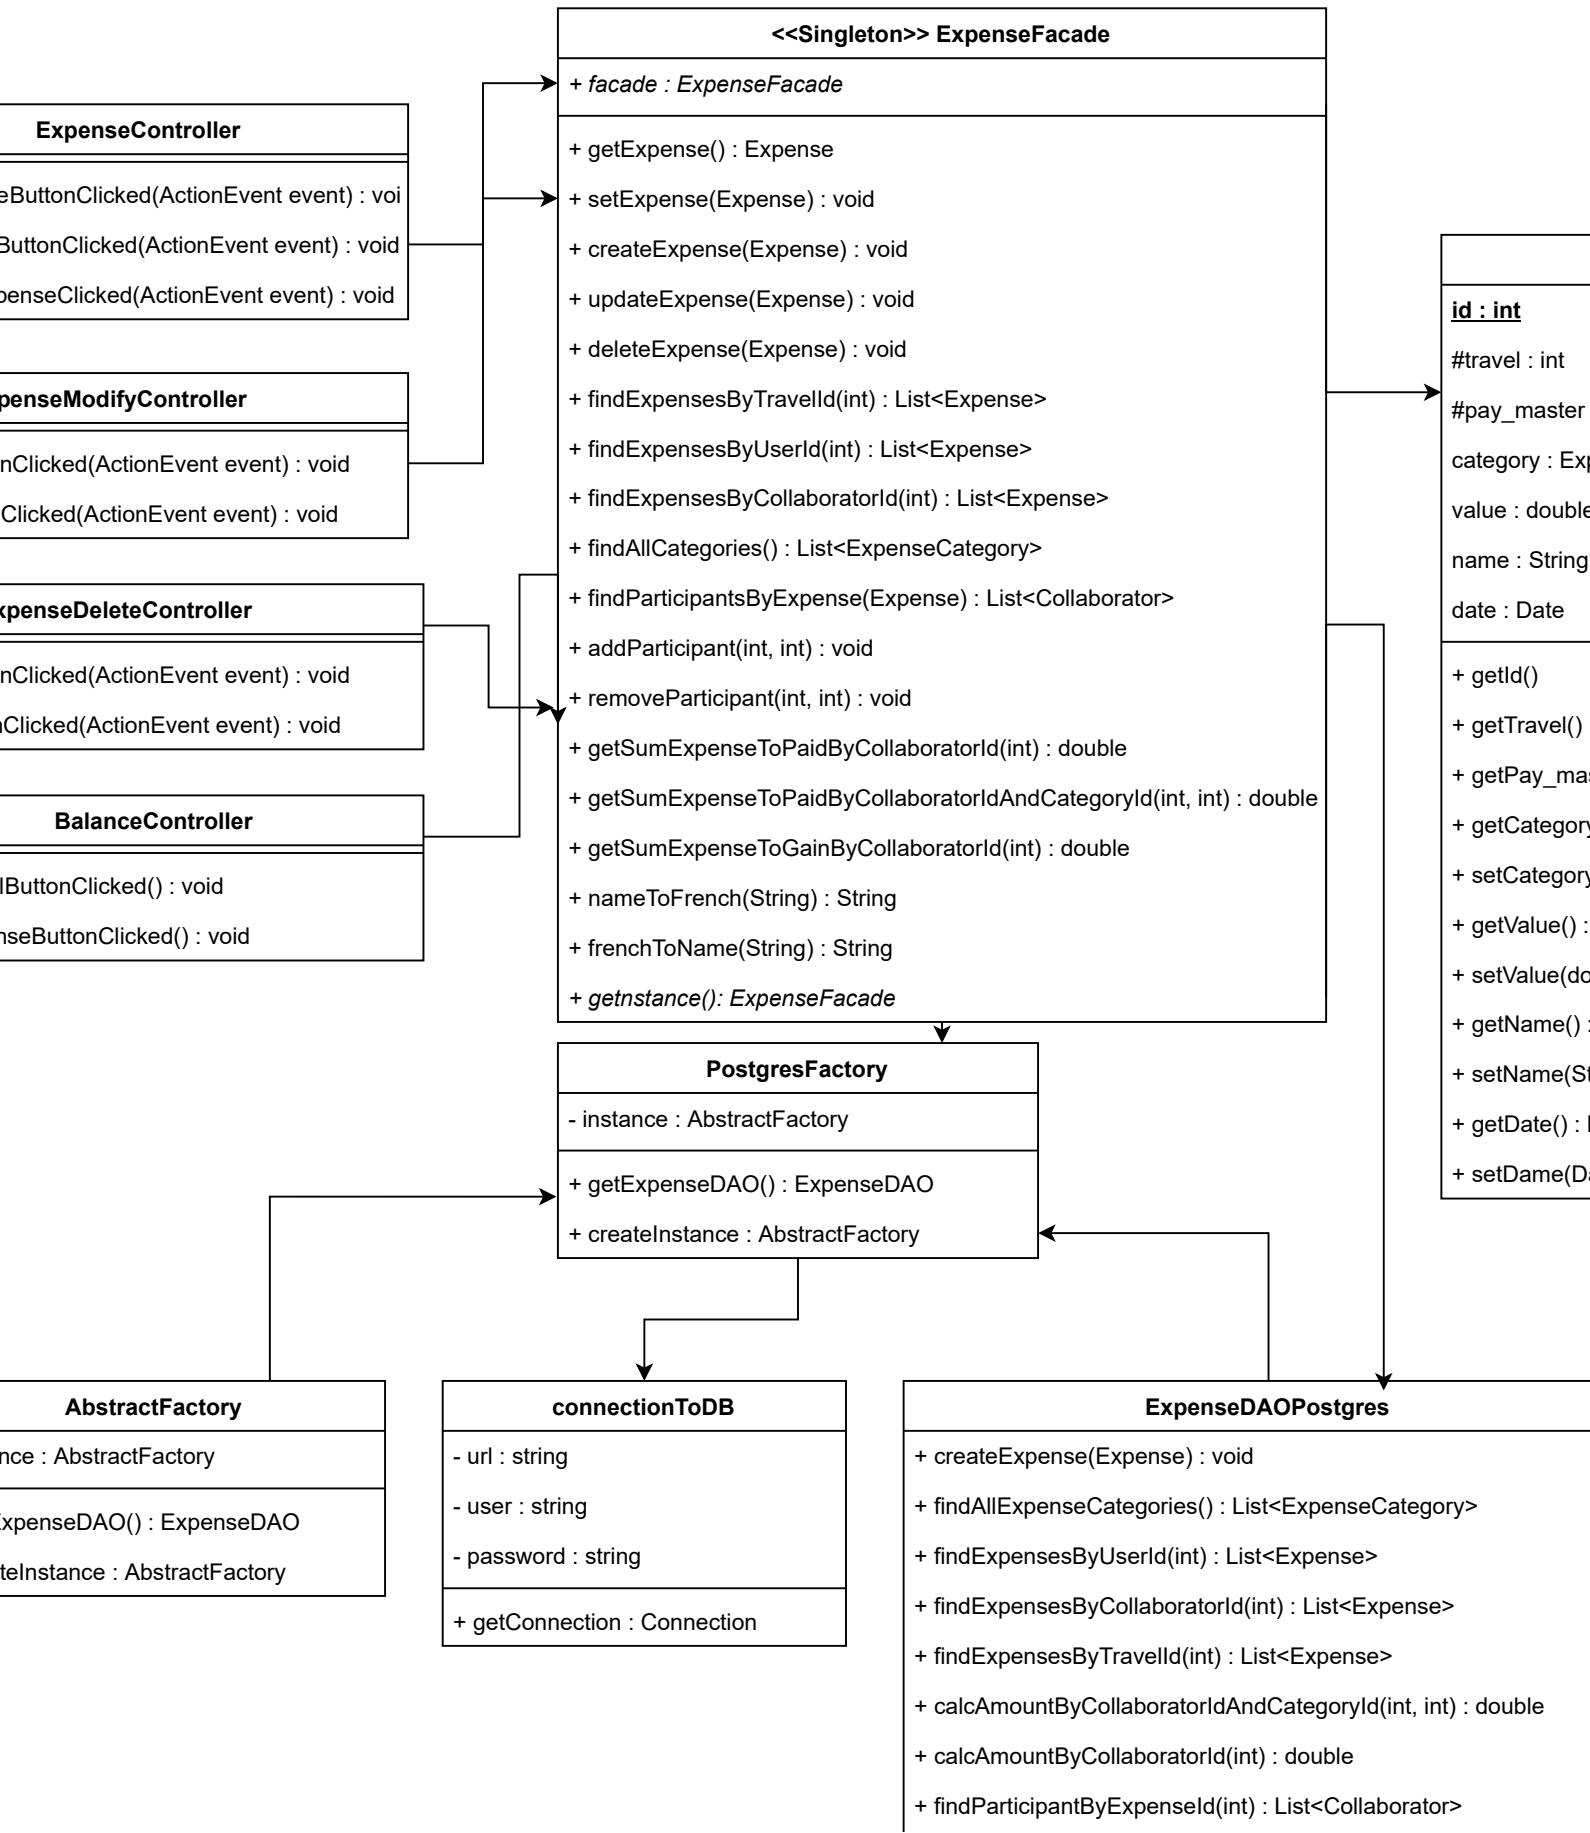 <<Singleton>> ExpenseFacade
+ facade : ExpenseFacade
+ getExpense() : Expense
+ setExpense(Expense) : void
+ createExpense(Expense) : void
+ updateExpense(Expense) : void
+ deleteExpense(Expense) : void
+ findExpensesByTravelId(int) : List<Expense>
+ findExpensesByUserId(int) : List<Expense>
+ findExpensesByCollaboratorId(int) : List<Expense>
+ findAllCategories() : List<ExpenseCategory>
+ findParticipantsByExpense(Expense) : List<Collaborator>
+ addParticipant(int, int) : void
+ removeParticipant(int, int) : void
+ getSumExpenseToPaidByCollaboratorId(int) : double
+ getSumExpenseToPaidByCollaboratorIdAndCategoryId(int, int) : double
+ getSumExpenseToGainByCollaboratorId(int) : double
+ nameToFrench(String) : String
+ frenchToName(String) : String
+ getnstance(): ExpenseFacade
ExpenseController
eButtonClicked(ActionEvent event) : voi
ButtonClicked(ActionEvent event) : void
penseClicked(ActionEvent event) : void
penseModifyController
nClicked(ActionEvent event) : void
Clicked(ActionEvent event) : void
xpenseDeleteController
nClicked(ActionEvent event) : void
nClicked(ActionEvent event) : void
BalanceController
lButtonClicked() : void
nseButtonClicked() : void
id : int
#travel : int
#pay_master
category : Exp
value : double
name : String
date : Date
+ getId()
+ getTravel()
+ getPay_mas
+ getCategory
+ setCategory
+ getValue() :
+ setValue(do
+ getName() :
+ setName(St
+ getDate() :
+ setDame(Da
PostgresFactory
- instance : AbstractFactory
+ getExpenseDAO() : ExpenseDAO
+ createInstance : AbstractFactory
AbstractFactory
nce : AbstractFactory
ExpenseDAO() : ExpenseDAO
teInstance : AbstractFactory
connectionToDB
- url : string
- user : string
- password : string
+ getConnection : Connection
ExpenseDAOPostgres
+ createExpense(Expense) : void
+ findAllExpenseCategories() : List<ExpenseCategory>
+ findExpensesByUserId(int) : List<Expense>
+ findExpensesByCollaboratorId(int) : List<Expense>
+ findExpensesByTravelId(int) : List<Expense>
+ calcAmountByCollaboratorIdAndCategoryId(int, int) : double
+ calcAmountByCollaboratorId(int) : double
+ findParticipantByExpenseId(int) : List<Collaborator>